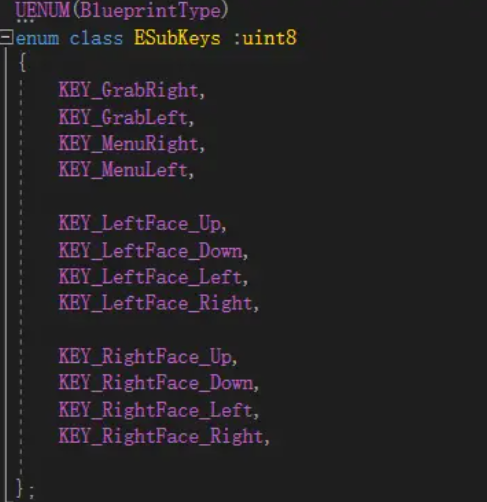 UENUM(BlueprintType)
enum class ESubKeys :uint8
{
KEY_GrabRight,
KEY_GrabLeft,
KEY_MenuRight,
KEY_MenuLeft,
KEY_LeftFace_Up,
KEY_LeftFace_Down,
KEY_LeftFace_Left,
KEY_LeftFace_Right,
KEY_RightFace_Up,
KEY_RightFace_Down,
KEY_RightFace_Left,
KEY_RightFace_Right,
};